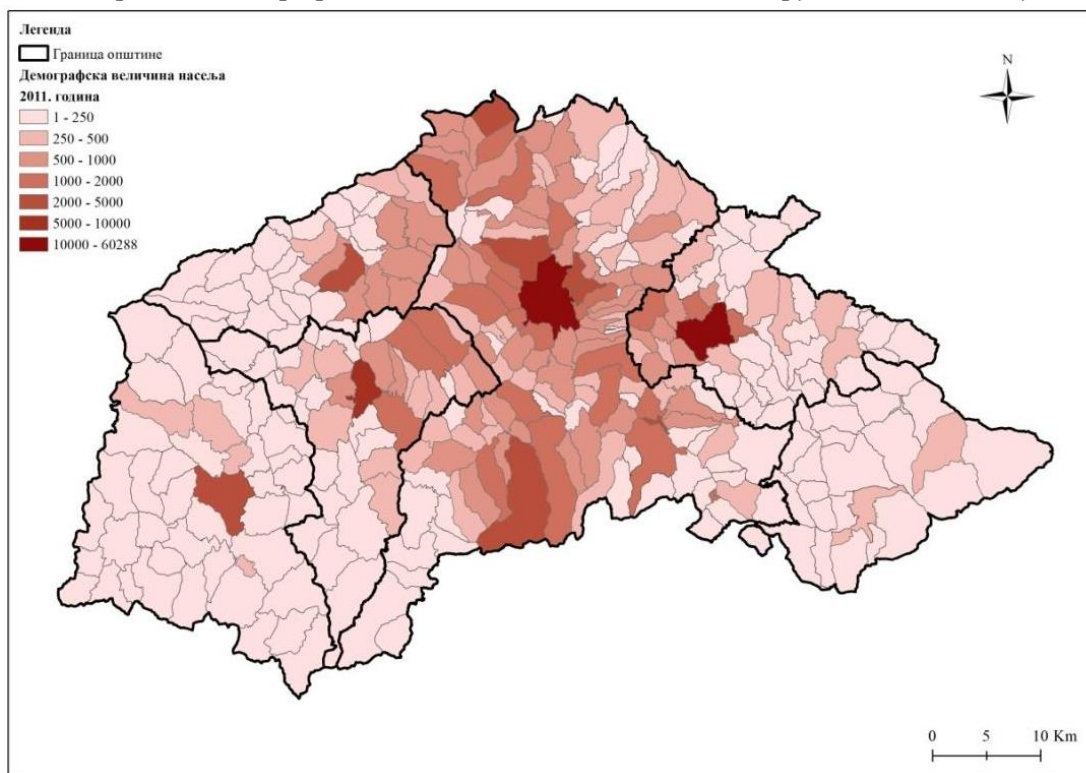 Легенда
Граница општине
Демографска величина насеља
2011. година
1 - 250
250 - 500
500 - 1000
1000 - 2000
2000 - 5000
5000 - 10000
10000 - 60288
N
0 5 10 Km